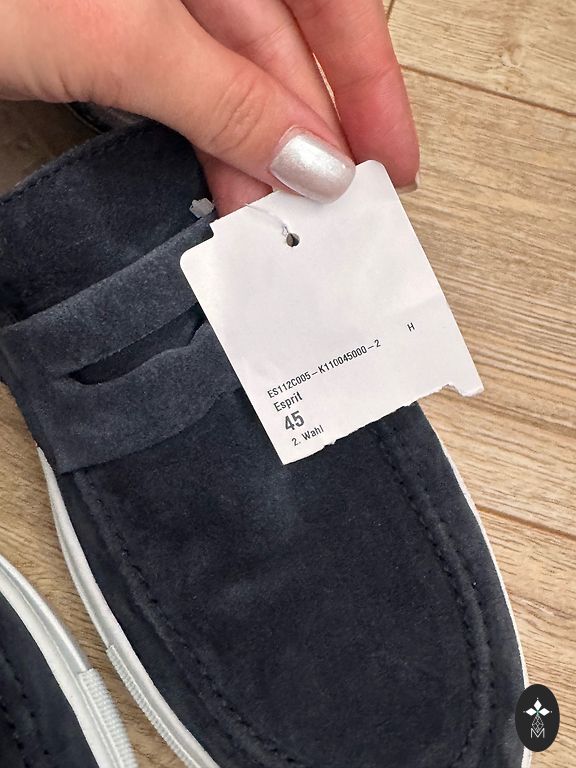 H
ES112C005-K110045000-2
Esprit
45
2. Wahl
M